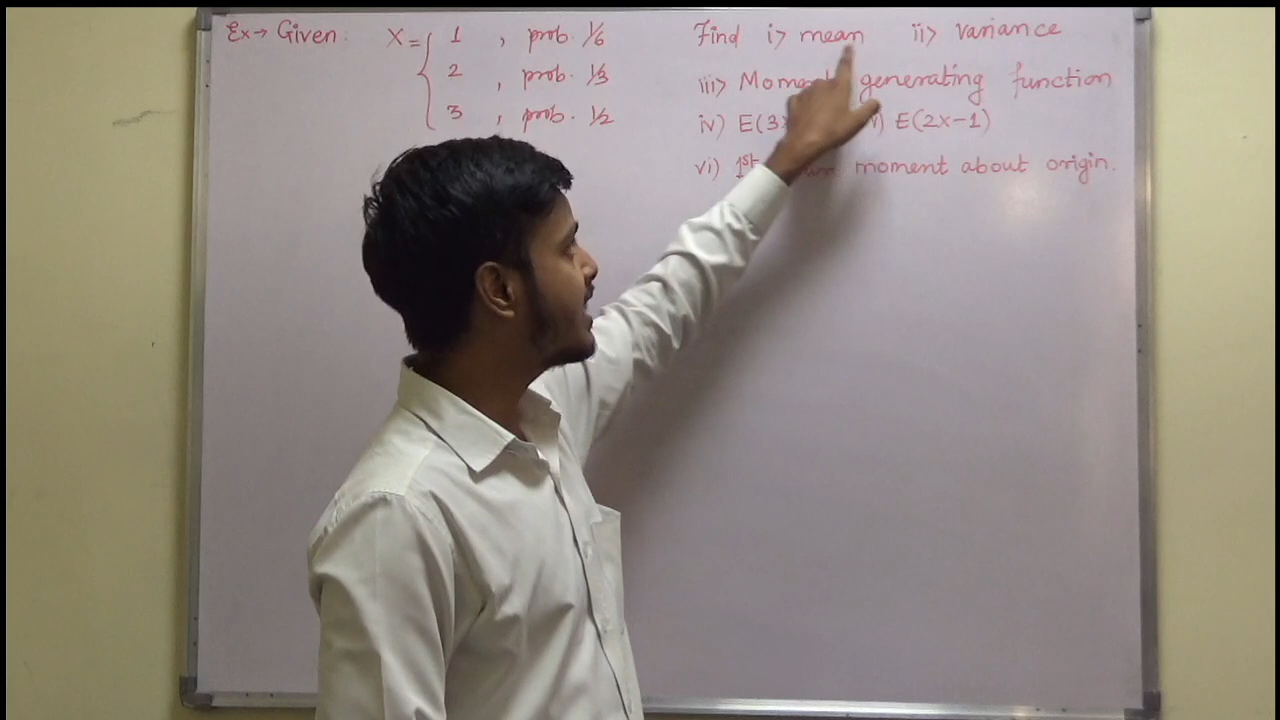 Ex→ Given: X = { 1 , prob. 1/6
2 , prob. 1/3
3 , prob. 1/2
Find i> mean ii> variance
iii> Moment generating function
iv) E(3x v) E(2x-1)
vi) 1st moment about origin.